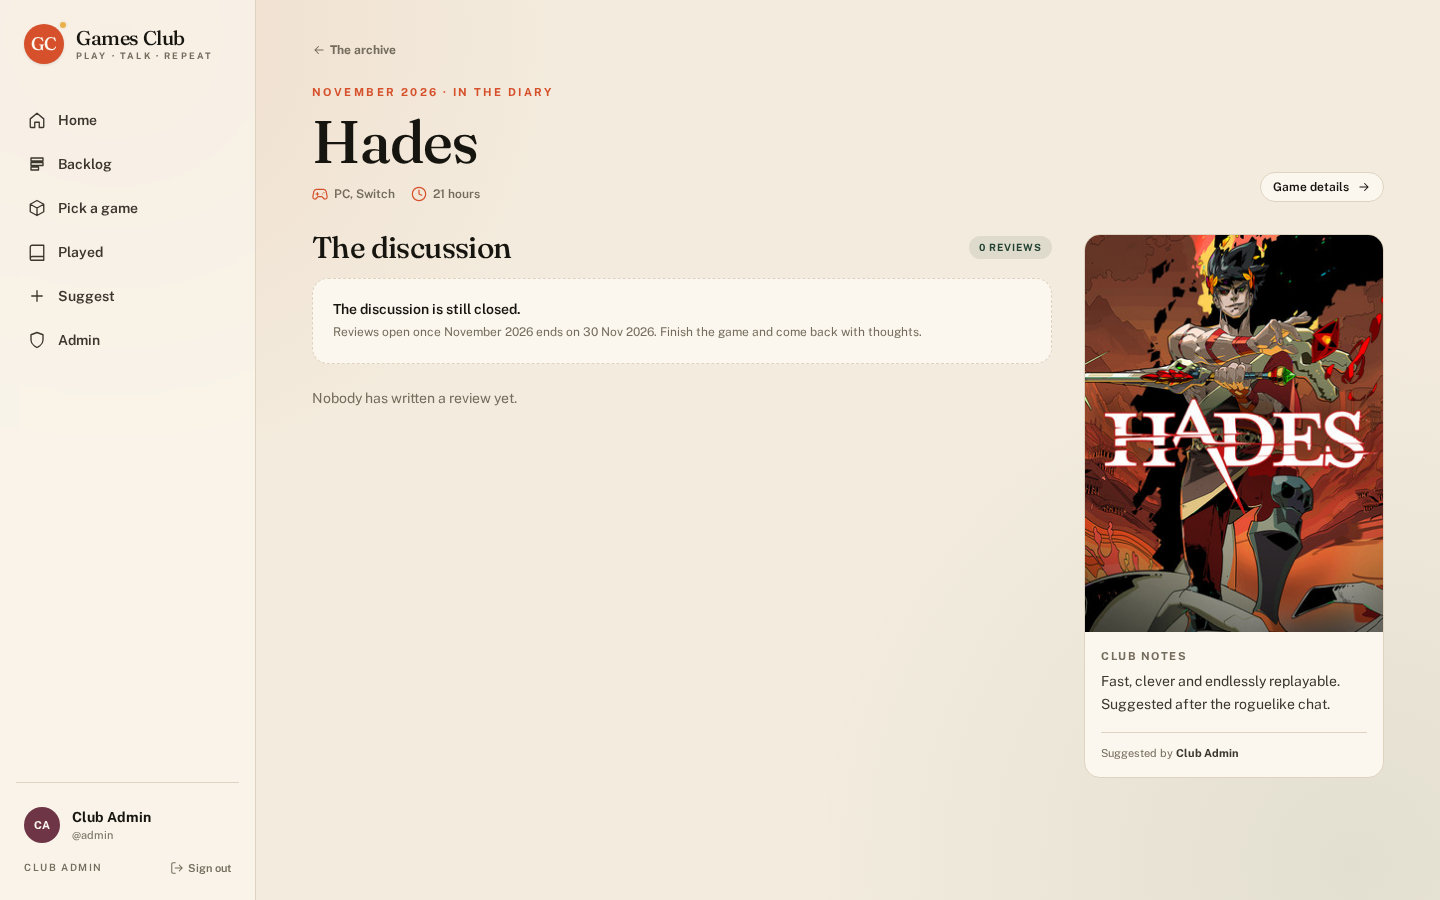 GC
Games Club
PLAY · TALK · REPEAT
Home
Backlog
Pick a game
Played
Suggest
Admin
CA
Club Admin
@admin
CLUB ADMIN
Sign out
← The archive
NOVEMBER 2026 · IN THE DIARY
Hades
PC, Switch
21 hours
Game details →
The discussion
0 REVIEWS
The discussion is still closed.
Reviews open once November 2026 ends on 30 Nov 2026. Finish the game and come back with thoughts.
Nobody has written a review yet.
HADES
CLUB NOTES
Fast, clever and endlessly replayable.
Suggested after the roguelike chat.
Suggested by Club Admin